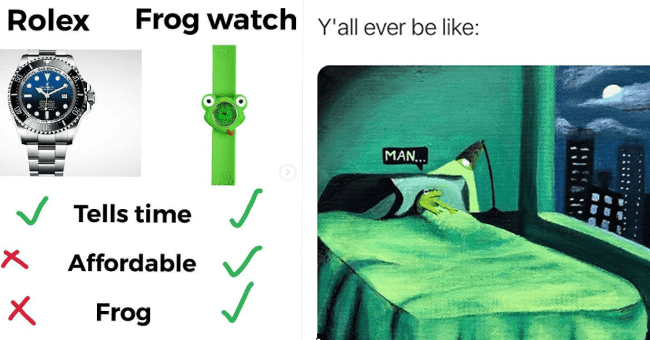 Rolex
Frog watch
Tells time
Affordable
Frog
Y'all ever be like:
MAN...